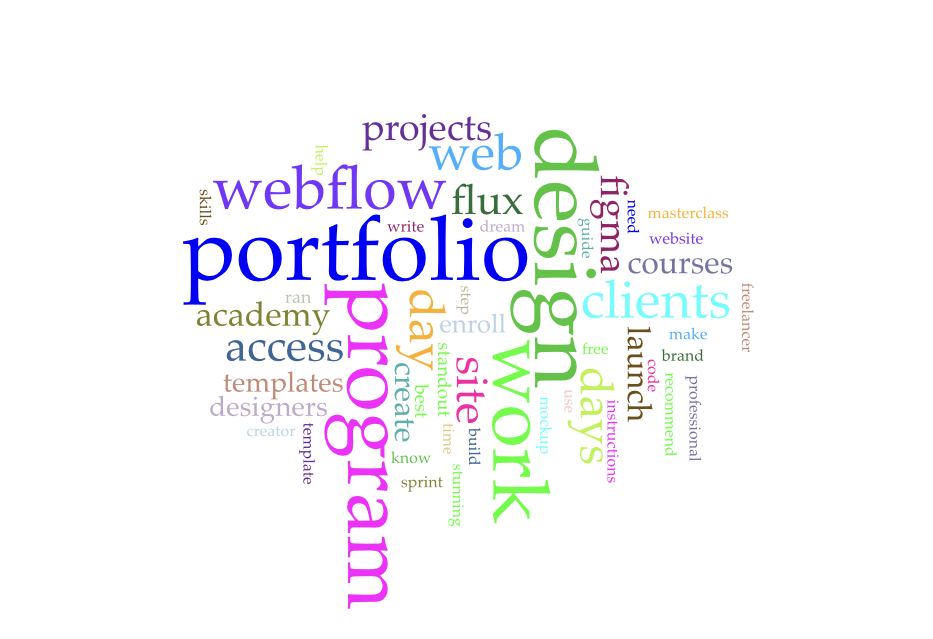 projects
web
design
help
webflow
flux
figma
skills
need
masterclass
write
dream
guide
website
portfolio
courses
ran
program
day
step
clients
freelancer
academy
enroll
launch
make
access
standout
site
work
free
brand
templates
create
best
days
code
recommend
professional
designers
use
mockup
instructions
creator
template
time
build
know
stunning
sprint